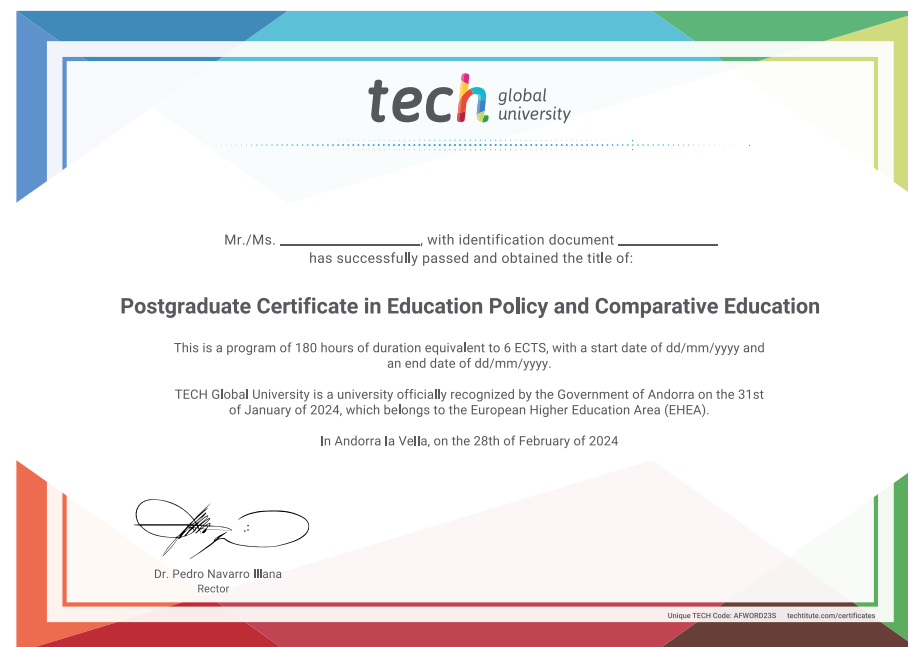 tech global university
Mr./Ms. ____________________, with identification document ______________
has successfully passed and obtained the title of:
Postgraduate Certificate in Education Policy and Comparative Education
This is a program of 180 hours of duration equivalent to 6 ECTS, with a start date of dd/mm/yyyy and
an end date of dd/mm/yyyy.
TECH Global University is a university officially recognized by the Government of Andorra on the 31st
of January of 2024, which belongs to the European Higher Education Area (EHEA).
In Andorra la Vella, on the 28th of February of 2024
Dr. Pedro Navarro Illana
Rector
Unique TECH Code: AFWORD23S techtitute.com/certificates